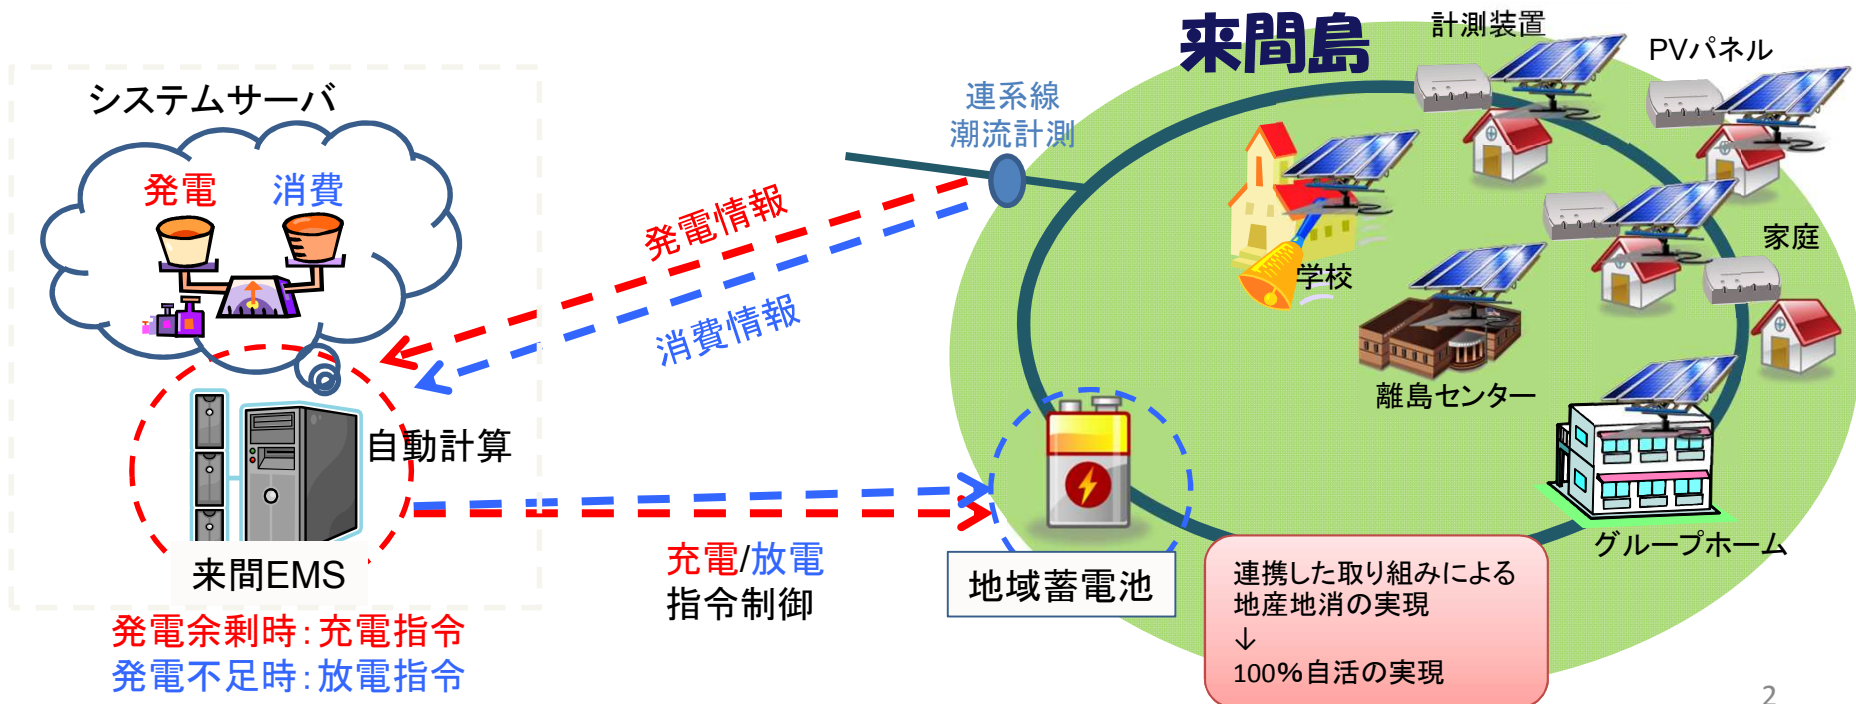 来間島
計測装置
PVパネル
システムサーバ
連系線
潮流計測
発電
消費
発電情報
消費情報
学校
家庭
離島センター
自動計算
来間EMS
充電/放電
指令制御
地域蓄電池
グループホーム
連携した取り組みによる
地産地消の実現
↓
100%自活の実現
発電余剰時:充電指令
発電不足時:放電指令
2